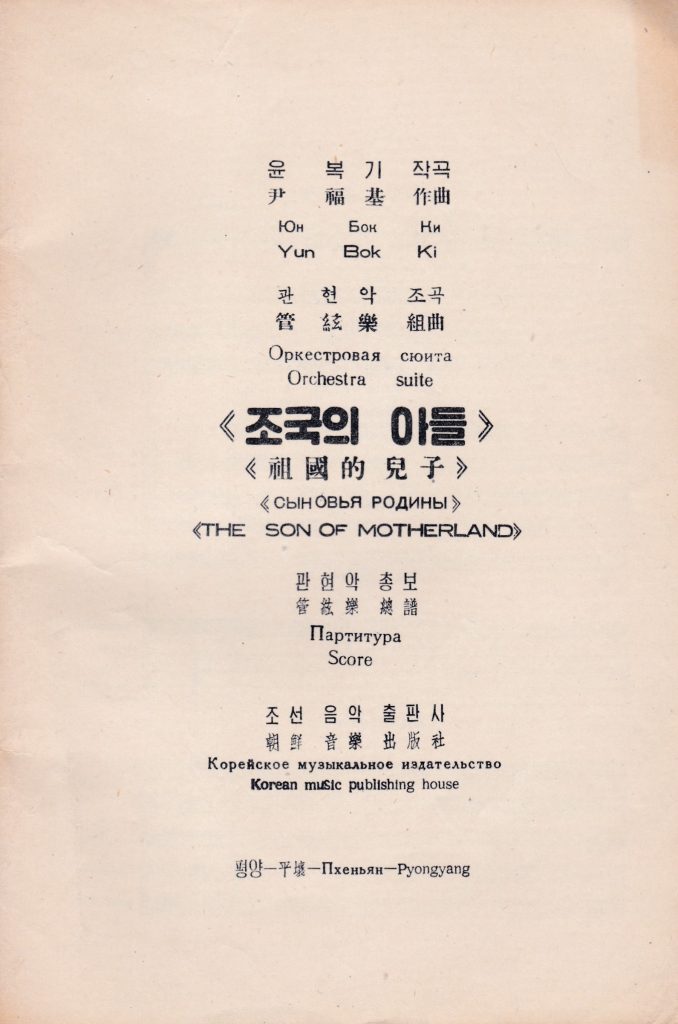 윤 복 기 작곡
尹 福 基 作曲
Юн Бок Ки
Yun Bok Ki
관 현 악 조곡
管 絃 樂 組曲
Оркестровая сюита
Orchestra suite
《조국의 아들》
《祖國的 兒子》
《СЫНОВЬЯ РОДИНЫ》
《THE SON OF MOTHERLAND》
관 현 악 총 보
管 絃 樂 總 譜
Партитура
Score
조 선 음 악 출 판 사
朝 鮮 音 樂 出 版 社
Корейское музыкальное издательство
Korean music publishing house
평양—平壤—Пхеньян—Pyongyang